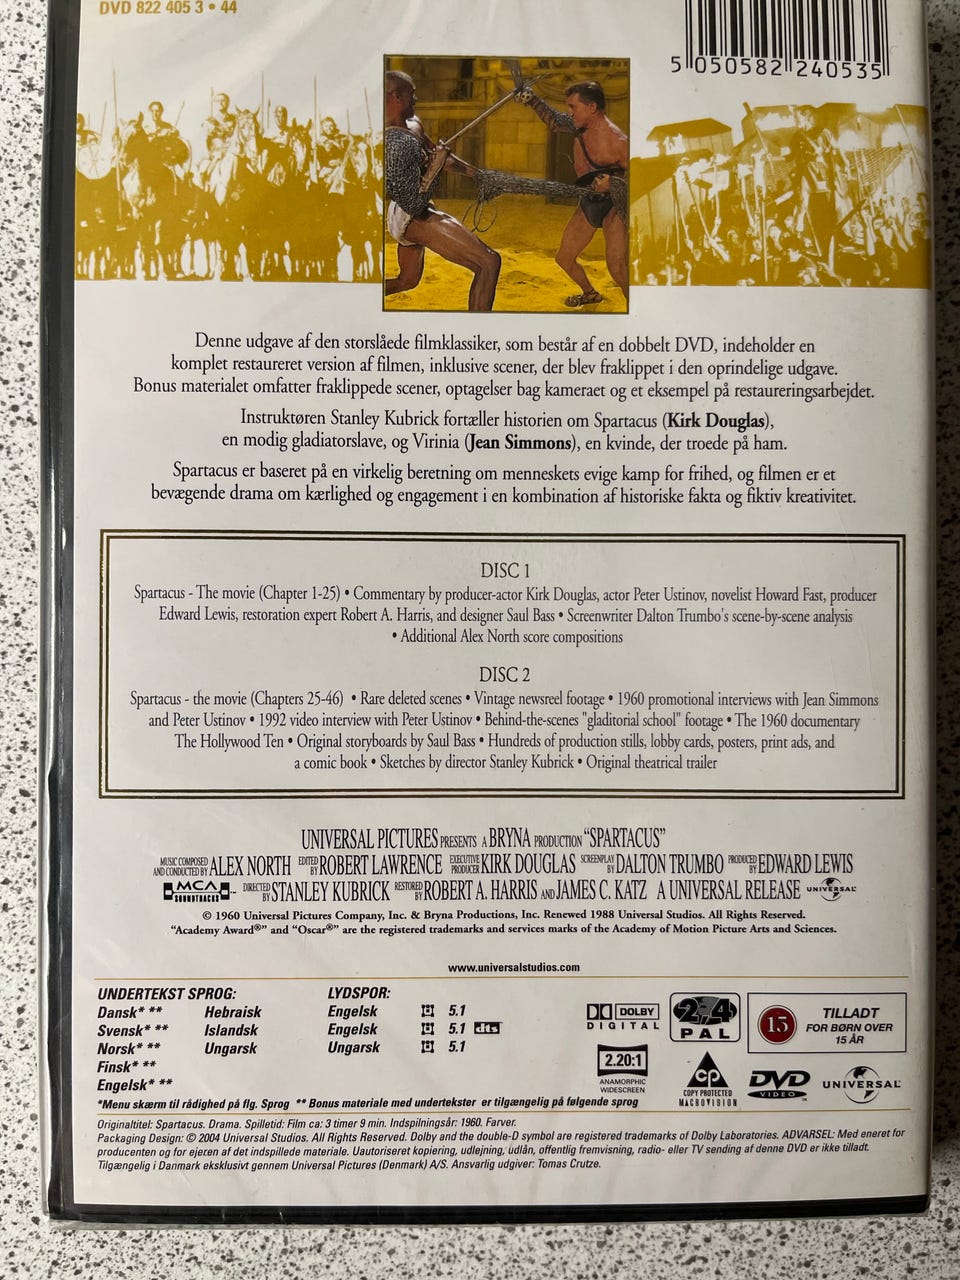 DVD 822 405 3 • 44
5 050582 240535
Denne udgave af den storslåede filmklassiker, som består af en dobbelt DVD, indeholder en
komplet restaureret version af filmen, inklusive scener, der blev fraklippet i den oprindelige udgave.
Bonus materialet omfatter fraklippede scener, optagelser bag kameraet og et eksempel på restaureringsarbejdet.
Instruktøren Stanley Kubrick fortæller historien om Spartacus (Kirk Douglas),
en modig gladiatorslave, og Virinia (Jean Simmons), en kvinde, der troede på ham.
Spartacus er baseret på en virkelig beretning om menneskets evige kamp for frihed, og filmen er et
bevægende drama om kærlighed og engagement i en kombination af historiske fakta og fiktiv kreativitet.
DISC 1
Spartacus - The movie (Chapter 1-25) • Commentary by producer-actor Kirk Douglas, actor Peter Ustinov, novelist Howard Fast, producer
Edward Lewis, restoration expert Robert A. Harris, and designer Saul Bass • Screenwriter Dalton Trumbo's scene-by-scene analysis
• Additional Alex North score compositions
DISC 2
Spartacus - the movie (Chapters 25-46) • Rare deleted scenes • Vintage newsreel footage • 1960 promotional interviews with Jean Simmons
and Peter Ustinov • 1992 video interview with Peter Ustinov • Behind-the-scenes "gladitorial school" footage • The 1960 documentary
The Hollywood Ten • Original storyboards by Saul Bass • Hundreds of production stills, lobby cards, posters, print ads, and
a comic book • Sketches by director Stanley Kubrick • Original theatrical trailer
UNIVERSAL PICTURES PRESENTS A BRYNA PRODUCTION "SPARTACUS"
MUSIC COMPOSED AND CONDUCTED BY ALEX NORTH EDITED BY ROBERT LAWRENCE EXECUTIVE PRODUCER KIRK DOUGLAS SCREENPLAY BY DALTON TRUMBO PRODUCED BY EDWARD LEWIS
MCA SOUNDTRACKS DIRECTED BY STANLEY KUBRICK RESTORED BY ROBERT A. HARRIS AND JAMES C. KATZ A UNIVERSAL RELEASE UNIVERSAL
© 1960 Universal Pictures Company, Inc. & Bryna Productions, Inc. Renewed 1988 Universal Studios. All Rights Reserved.
"Academy Award®" and "Oscar®" are the registered trademarks and services marks of the Academy of Motion Picture Arts and Sciences.
www.universalstudios.com
UNDERTEKST SPROG: LYDSPOR:
Dansk* ** Hebraisk Engelsk 5.1
Svensk* ** Islandsk Engelsk 5.1 dts
Norsk* ** Ungarsk Ungarsk 5.1
Finsk* **
Engelsk* **
*Menu skærm til rådighed på flg. Sprog ** Bonus materiale med undertekster er tilgængelig på følgende sprog
DOLBY
DIGITAL
2.20:1
ANAMORPHIC
WIDESCREEN
2,4
PAL
CP
COPY PROTECTED
MACROVISION
15
TILLADT
FOR BØRN OVER
15 ÅR
DVD
VIDEO
UNIVERSAL
Originaltitel: Spartacus. Drama. Spilletid: Film ca: 3 timer 9 min. Indspilningsår: 1960. Farver.
Packaging Design: © 2004 Universal Studios. All Rights Reserved. Dolby and the double-D symbol are registered trademarks of Dolby Laboratories. ADVARSEL: Med eneret for
producenten og for ejeren af det indspillede materiale. Uautoriseret kopiering, udlejning, udlån, offentlig fremvisning, radio- eller TV sending af denne DVD er ikke tilladt.
Tilgængelig i Danmark eksklusivt gennem Universal Pictures (Denmark) A/S. Ansvarlig udgiver: Tomas Crutze.